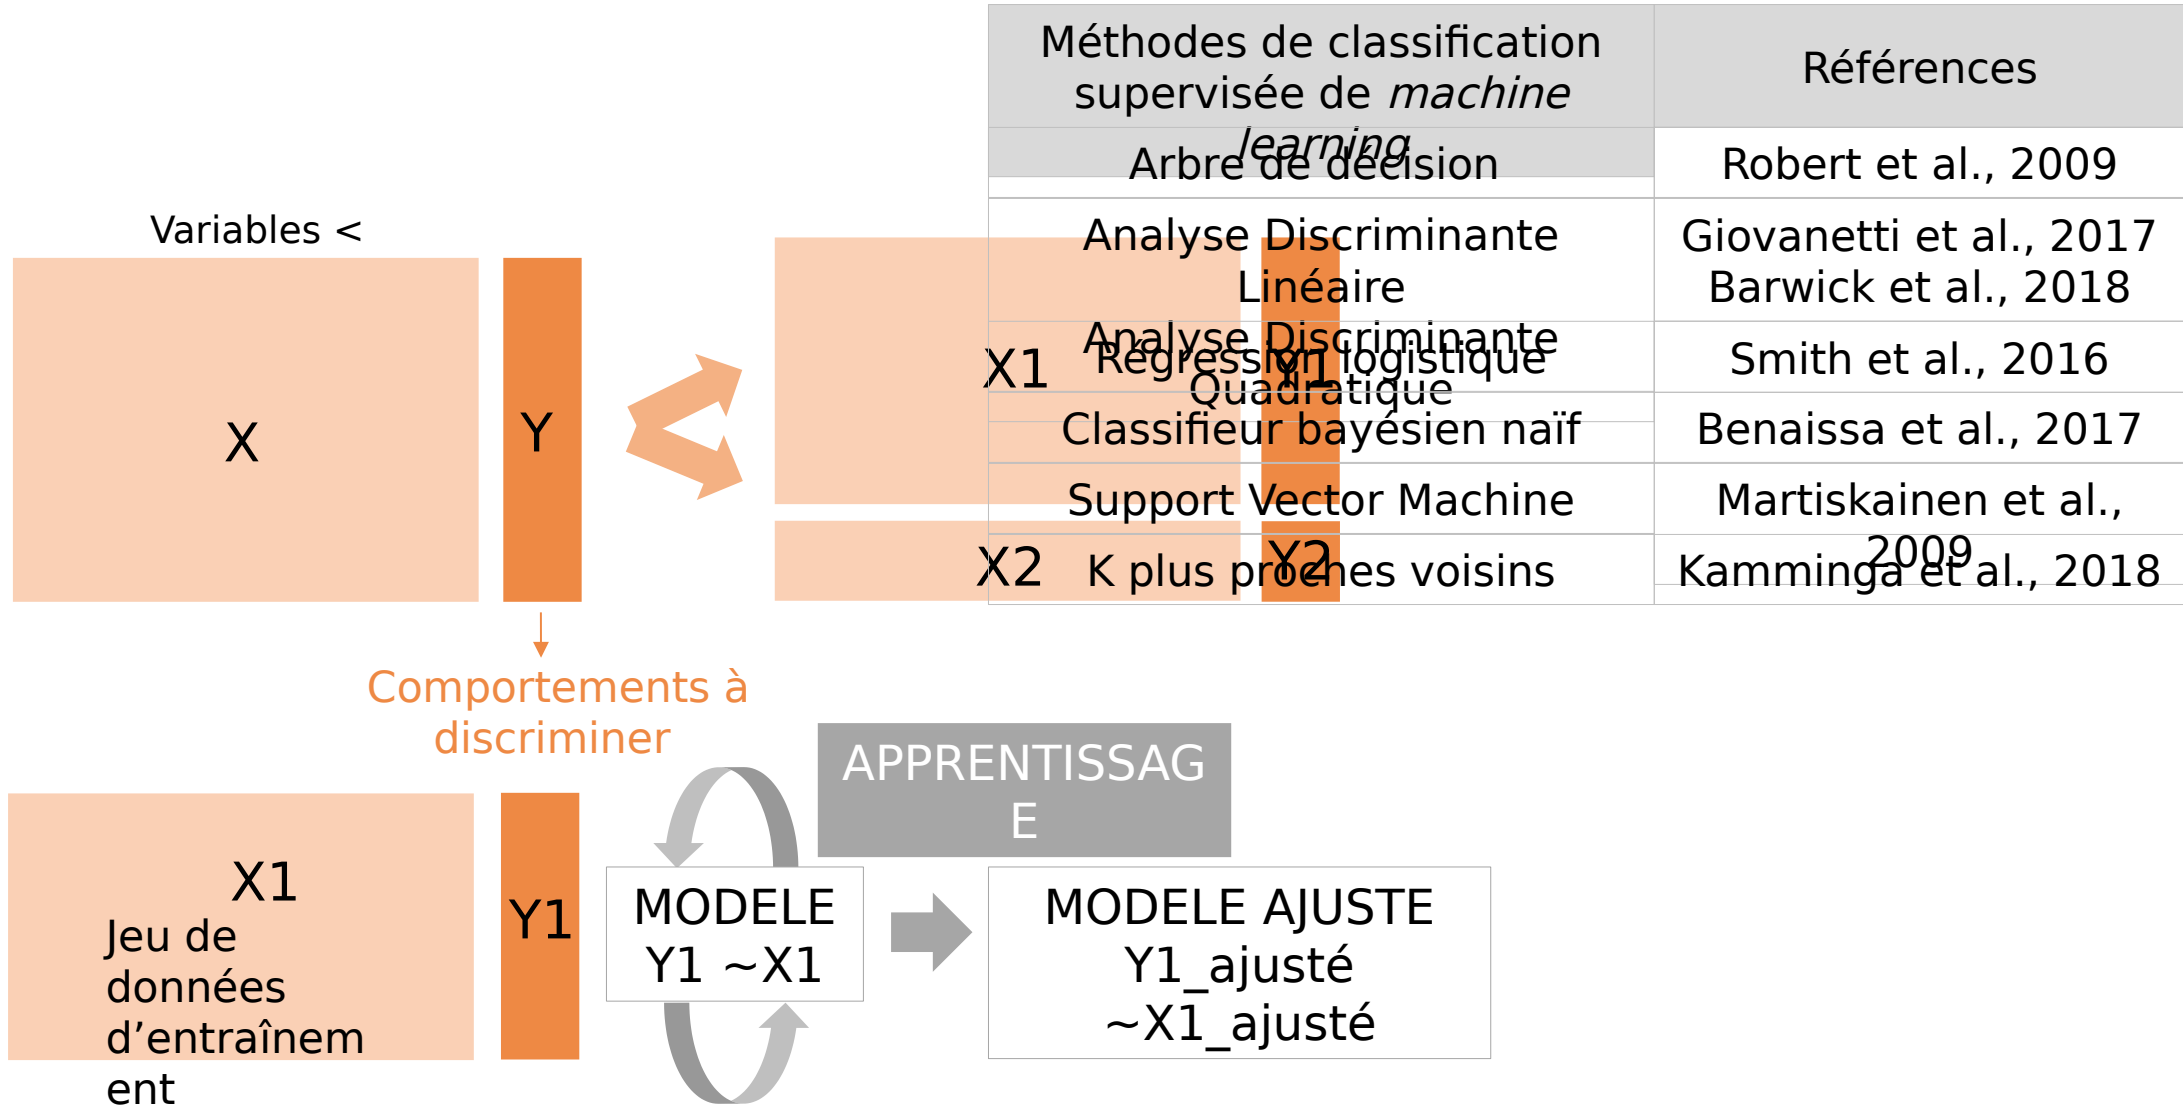 Méthodes de classification
supervisée de machine
learning
Références
Arbre de décision
Robert et al., 2009
Analyse Discriminante
Linéaire
Analyse Discriminante
Quadratique
Giovanetti et al., 2017
Barwick et al., 2018
Régression logistique
Smith et al., 2016
Classifieur bayésien naïf
Benaissa et al., 2017
Support Vector Machine
Martiskainen et al.,
2009
K plus proches voisins
Kamminga et al., 2018
Variables <
X
Y
X1
Y1
X2
Y2
Comportements à
discriminer
APPRENTISSAG
E
X1
Jeu de
données
d’entraînem
ent
Y1
MODELE
Y1 ~X1
MODELE AJUSTE
Y1_ajusté
~X1_ajusté